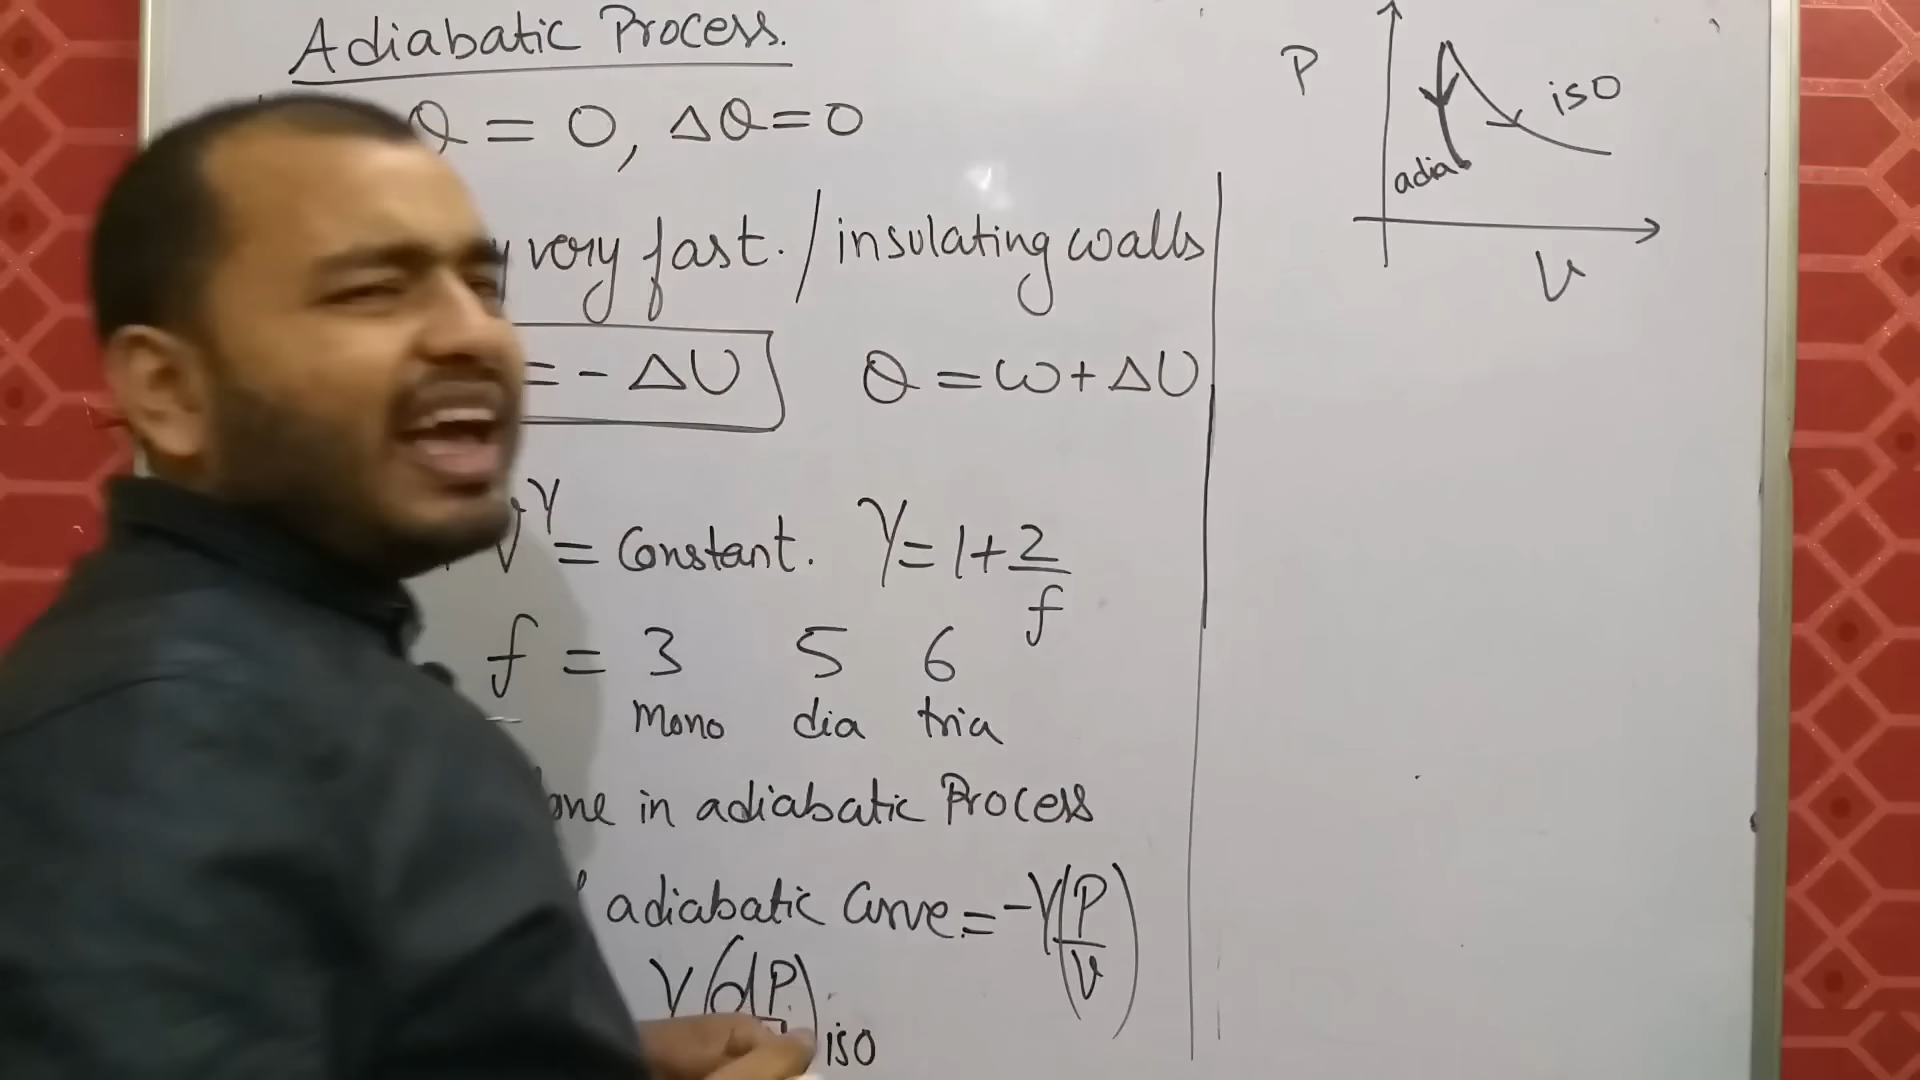 Adiabatic Process.
Q = 0, ΔQ=0
very fast. / insulating walls
= - ΔU Q = W + ΔU
V^γ = Constant. γ = 1 + 2/f
f = 3 5 6
Mono dia tria
in adiabatic Process
adiabatic Curve = -γ(P/V)
γ(dP ) iso
P
iso
adia
V